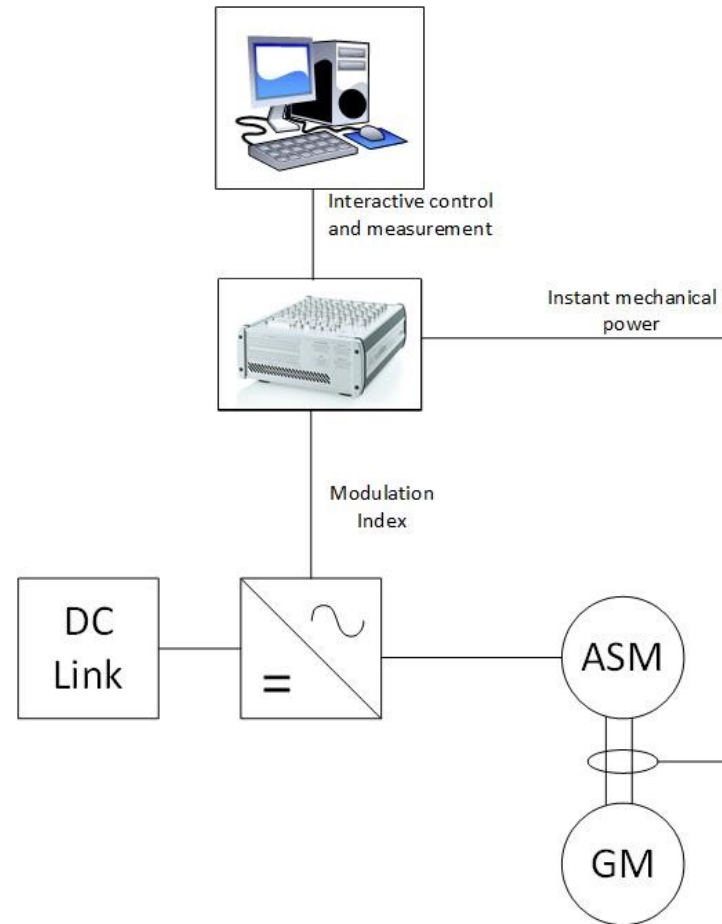 Interactive control
and measurement
Instant mechanical
power
Modulation
Index
DC
Link
=
ASM
GM